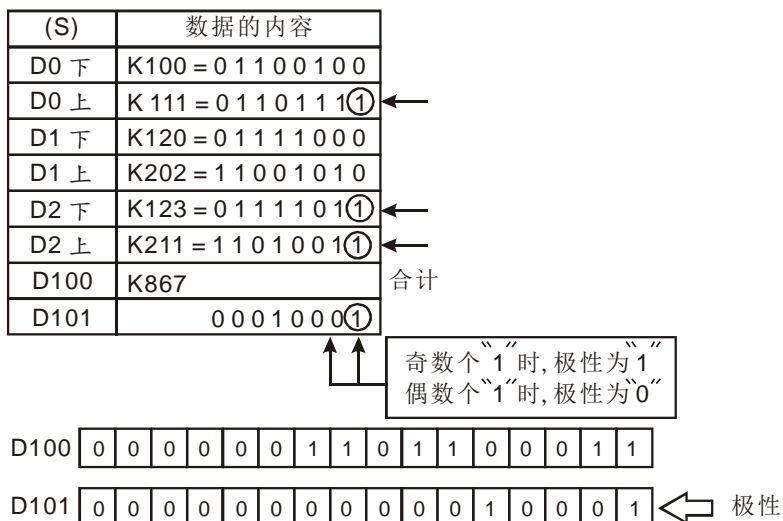 (S) 数据的内容
D0 下 K100 = 0 1 1 0 0 1 0 0
D0 上 K 111 = 0 1 1 0 1 1 1 1
D1 下 K120 = 0 1 1 1 1 0 0 0
D1 上 K202 = 1 1 0 0 1 0 1 0
D2 下 K123 = 0 1 1 1 1 0 1 1
D2 上 K211 = 1 1 0 1 0 0 1 1
D100 K867 合计
D101 0 0 0 1 0 0 0 1
奇数个“1”时,极性为“1”
偶数个“1”时,极性为“0”
D100 0 0 0 0 0 0 1 1 0 1 1 0 0 0 1 1
D101 0 0 0 0 0 0 0 0 0 0 0 1 0 0 0 1 极性